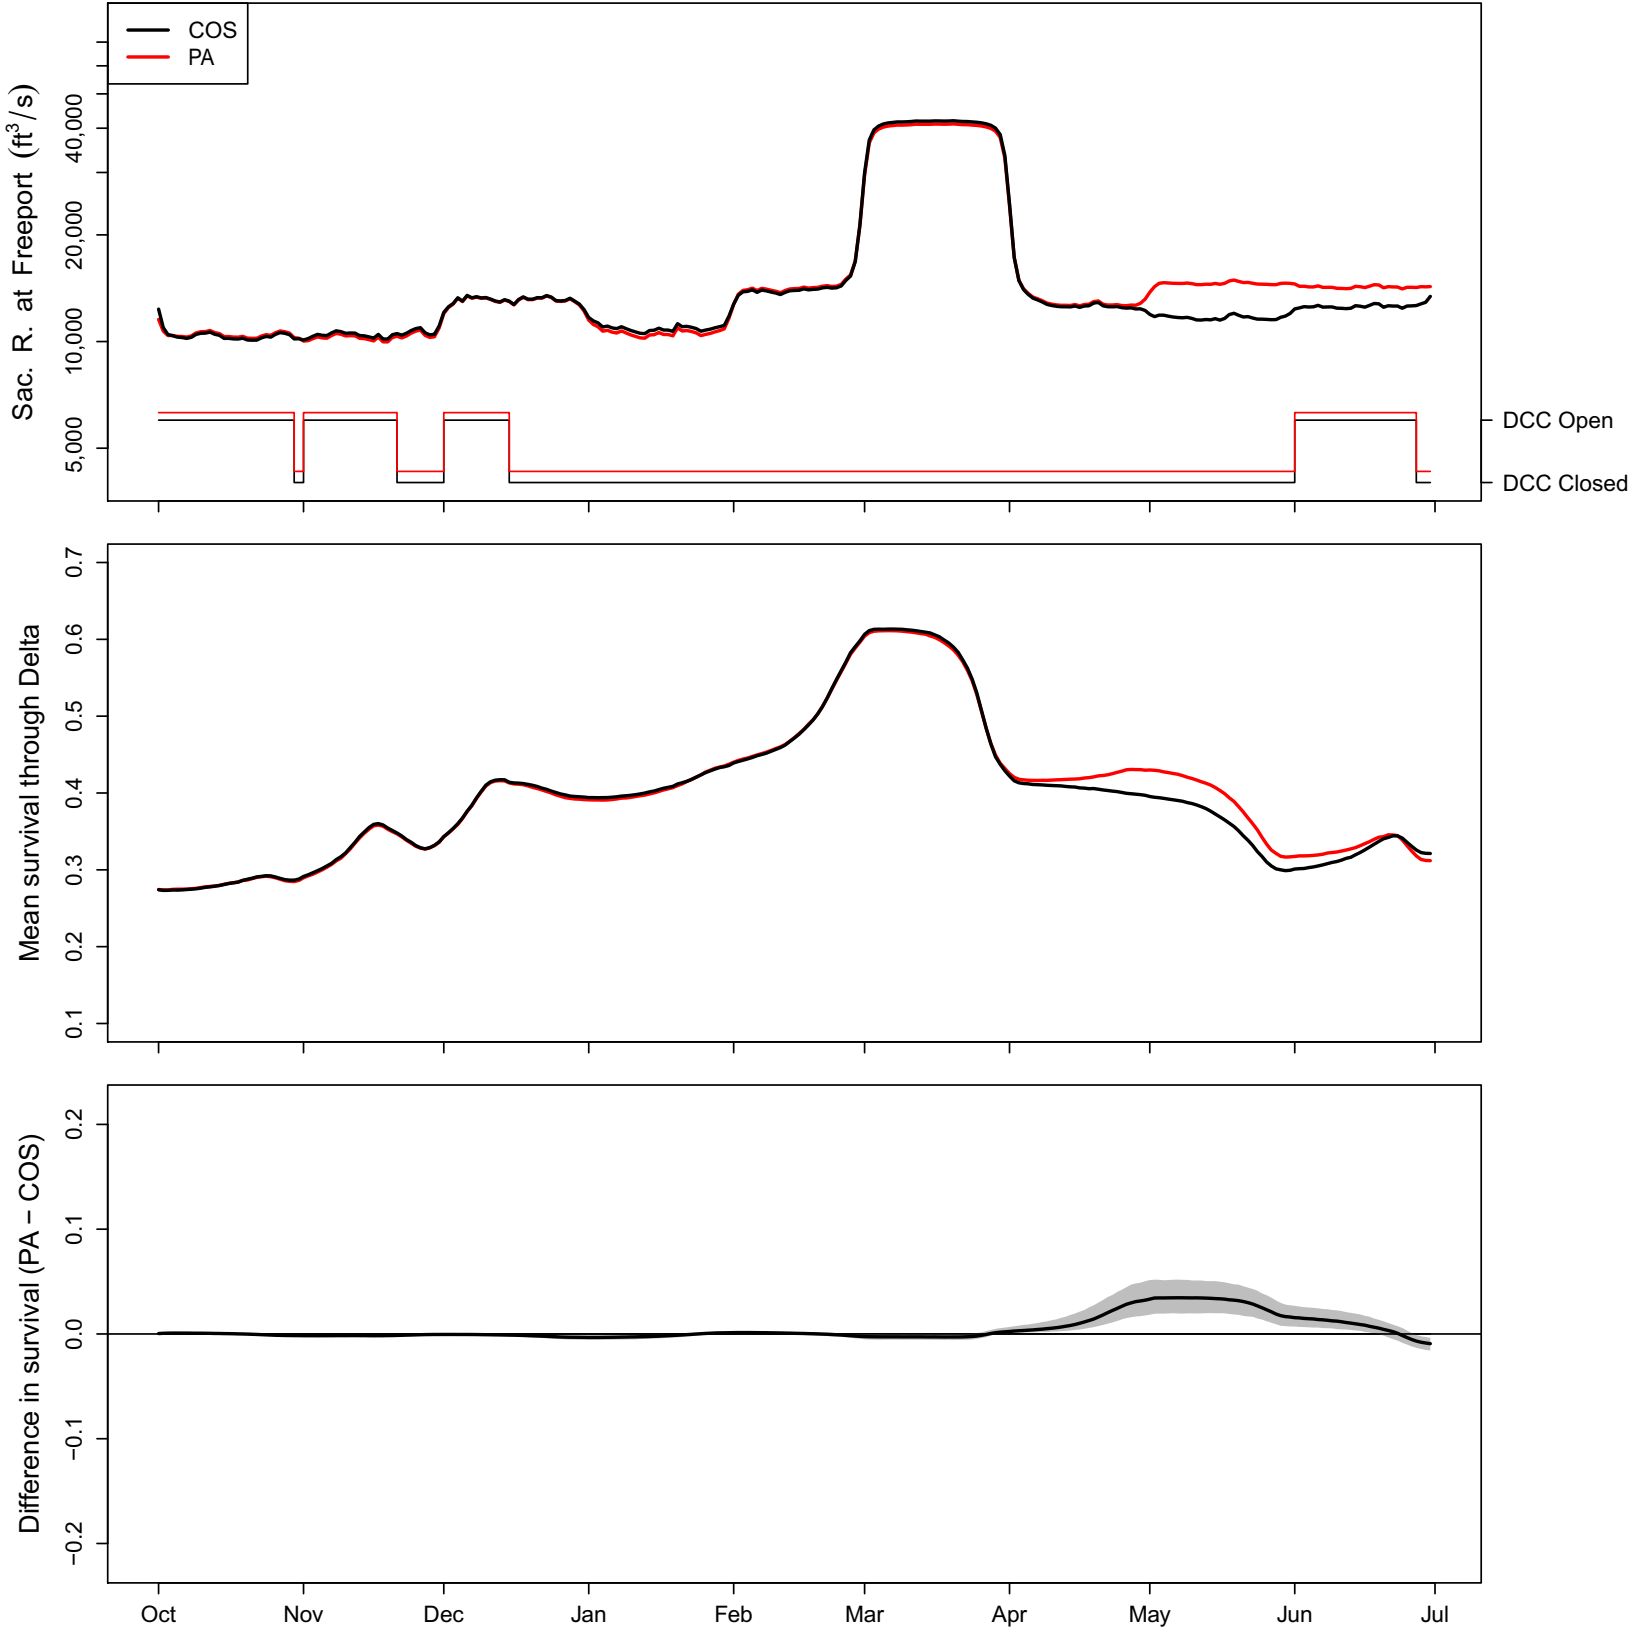 COS
PA
Sac. R. at Freeport (ft³/s)
40,000
20,000
10,000
5,000
DCC Open
DCC Closed
Mean survival through Delta
0.7
0.6
0.5
0.4
0.3
0.2
0.1
Difference in survival (PA − COS)
0.2
0.1
0.0
−0.1
−0.2
Oct Nov Dec Jan Feb Mar Apr May Jun Jul